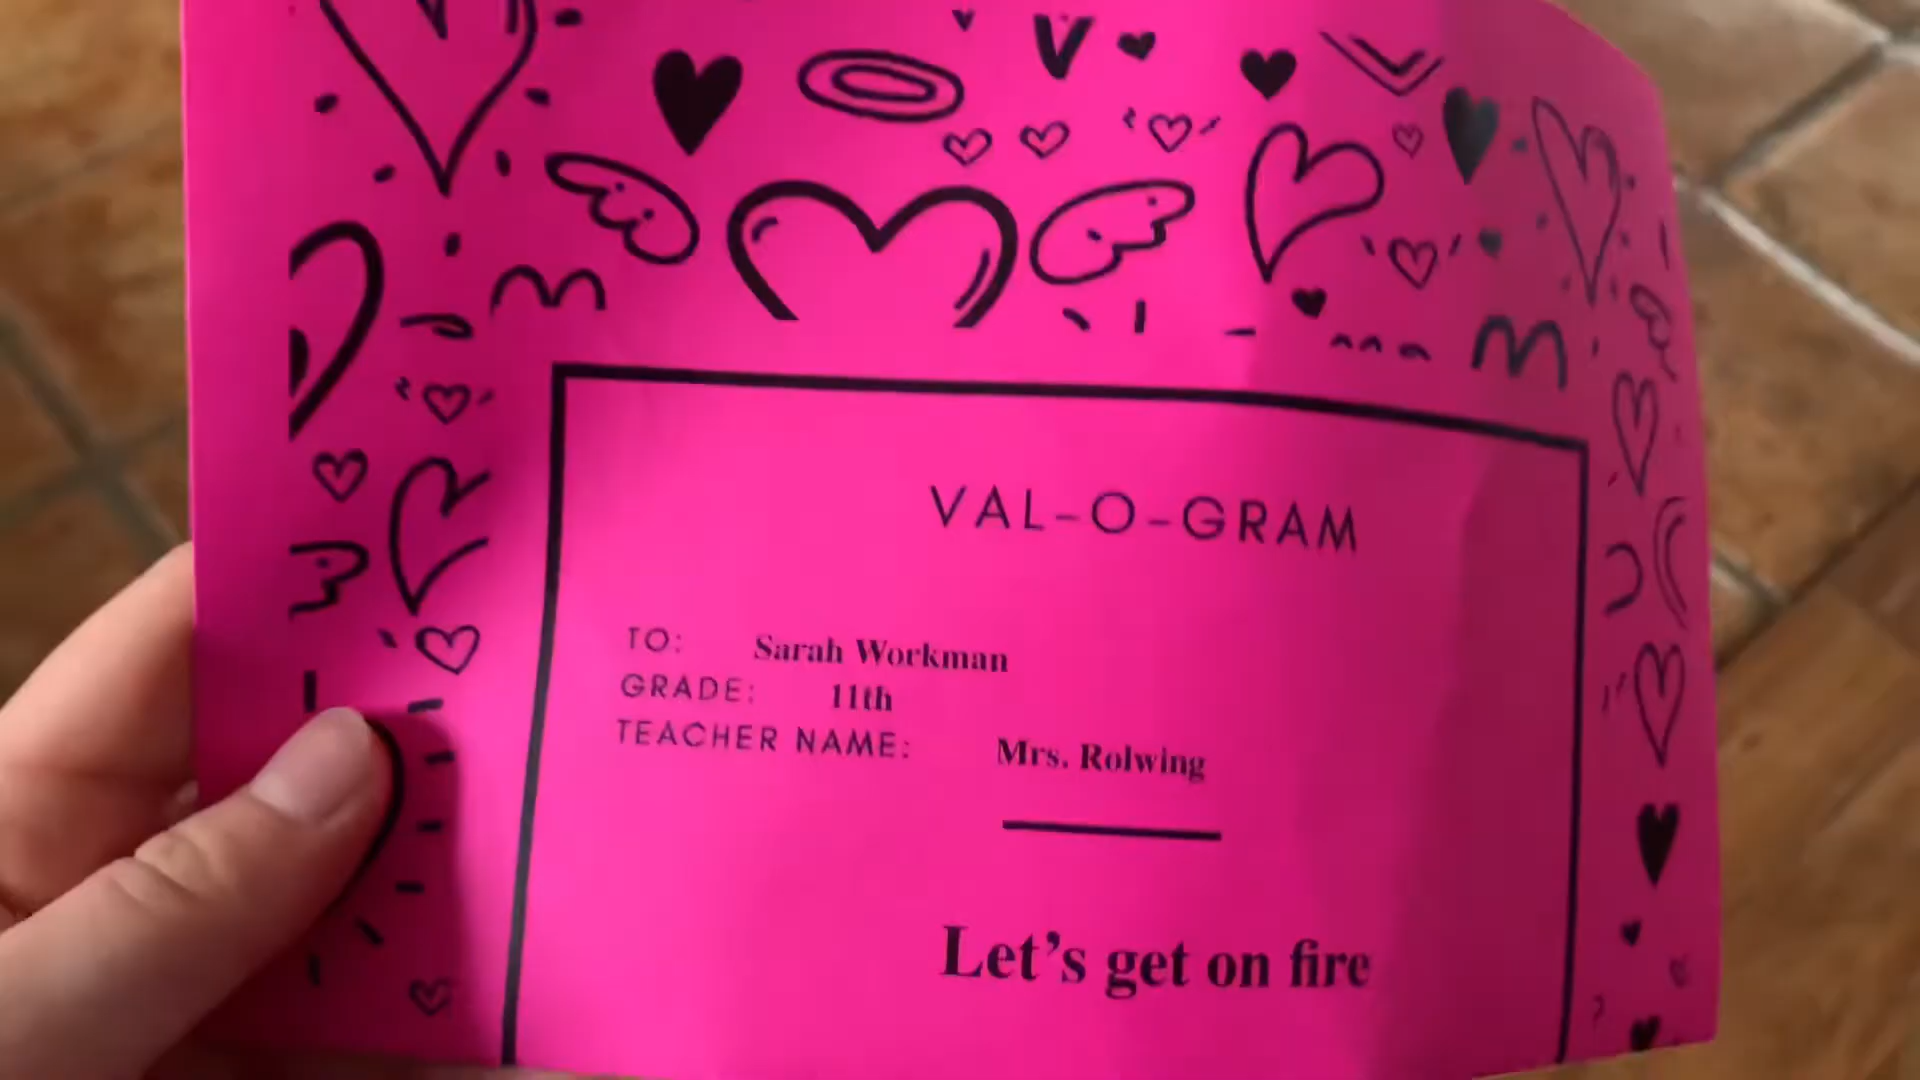 VAL-O-GRAM
TO: Sarah Workman
GRADE: 11th
TEACHER NAME: Mrs. Rolwing
Let's get on fire